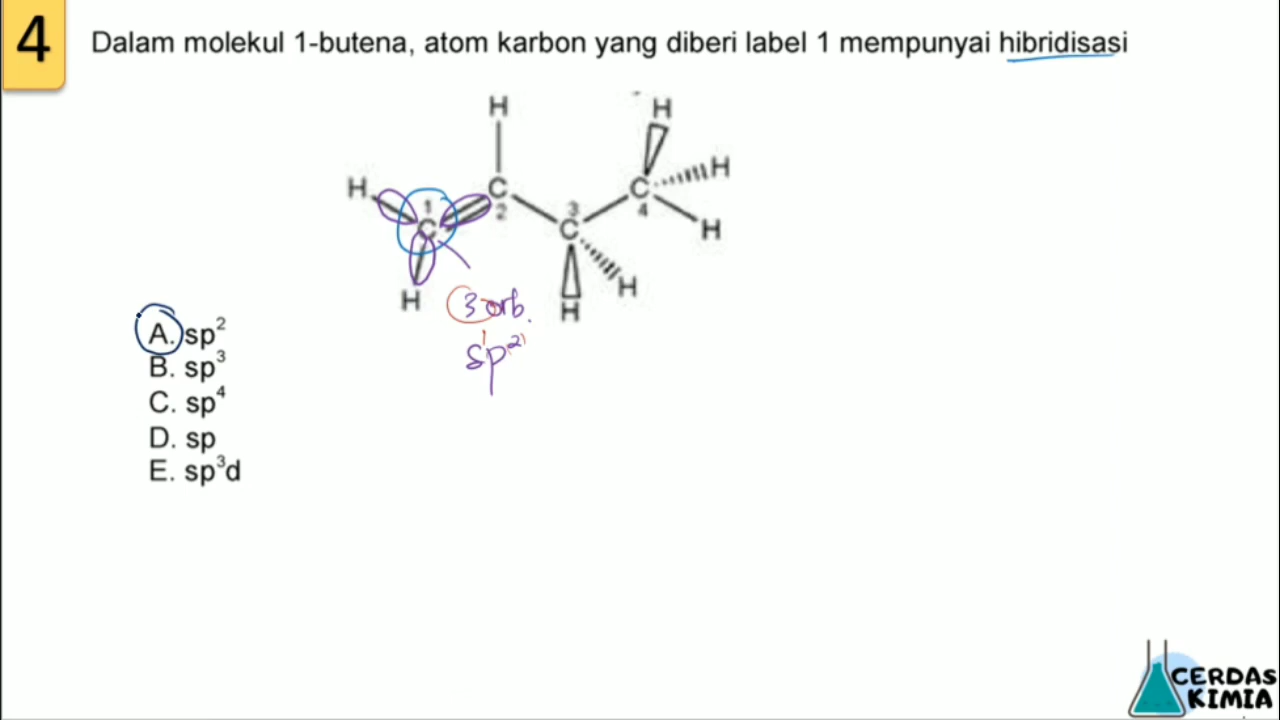 4
Dalam molekul 1-butena, atom karbon yang diberi label 1 mempunyai hibridisasi
H H
H H
1 C C
C 2 3 4
C H
H H
H
3 orb.
sp²
A. sp²
B. sp³
C. sp⁴
D. sp
E. sp³d
CERDAS
KIMIA